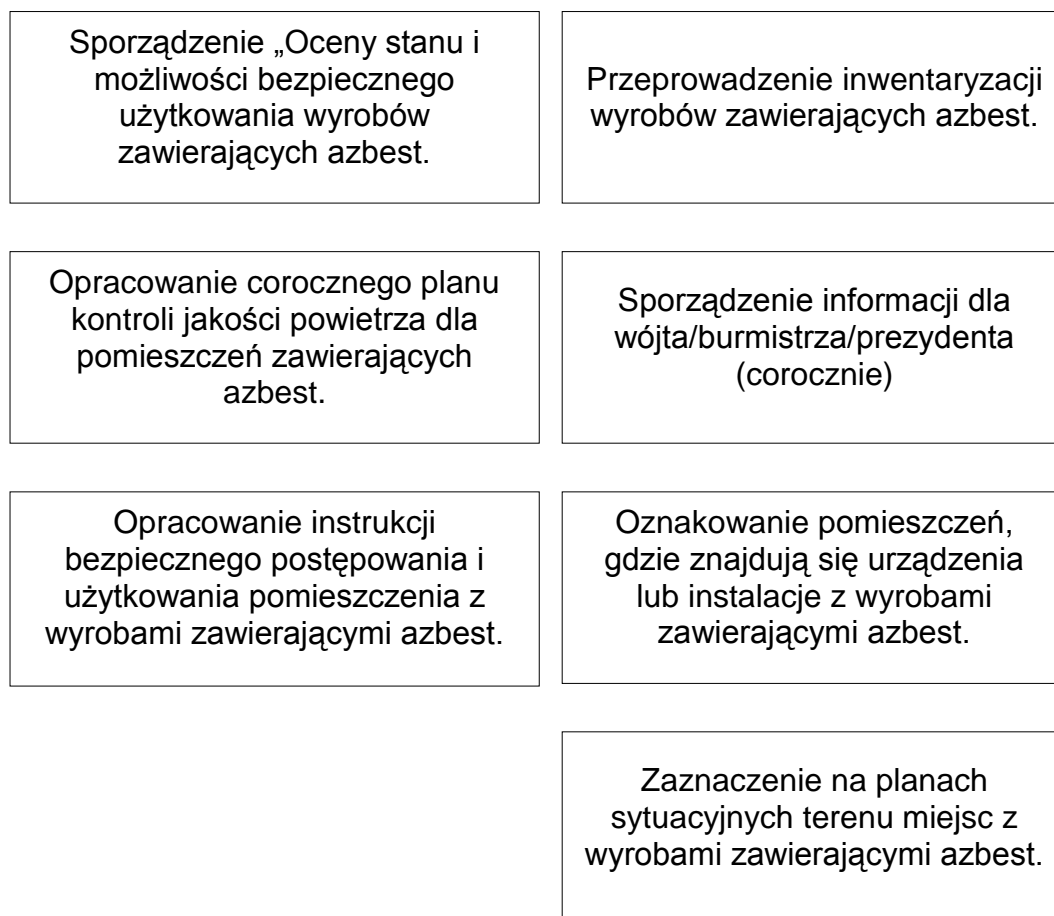 Sporządzenie „Oceny stanu i
możliwości bezpiecznego
użytkowania wyrobów
zawierających azbest.
Przeprowadzenie inwentaryzacji
wyrobów zawierających azbest.
Opracowanie corocznego planu
kontroli jakości powietrza dla
pomieszczeń zawierających
azbest.
Sporządzenie informacji dla
wójta/burmistrza/prezydenta
(corocznie)
Opracowanie instrukcji
bezpiecznego postępowania i
użytkowania pomieszczenia z
wyrobami zawierającymi azbest.
Oznakowanie pomieszczeń,
gdzie znajdują się urządzenia
lub instalacje z wyrobami
zawierającymi azbest.
Zaznaczenie na planach
sytuacyjnych terenu miejsc z
wyrobami zawierającymi azbest.